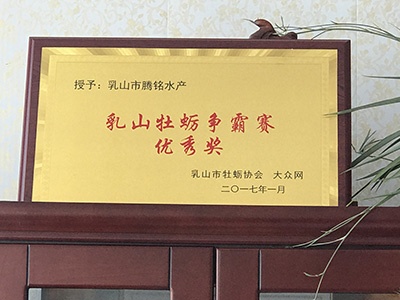 授予：乳山市腾铭水产
乳山牡蛎争霸赛
优秀奖
乳山市牡蛎协会 大众网
二〇一七年一月